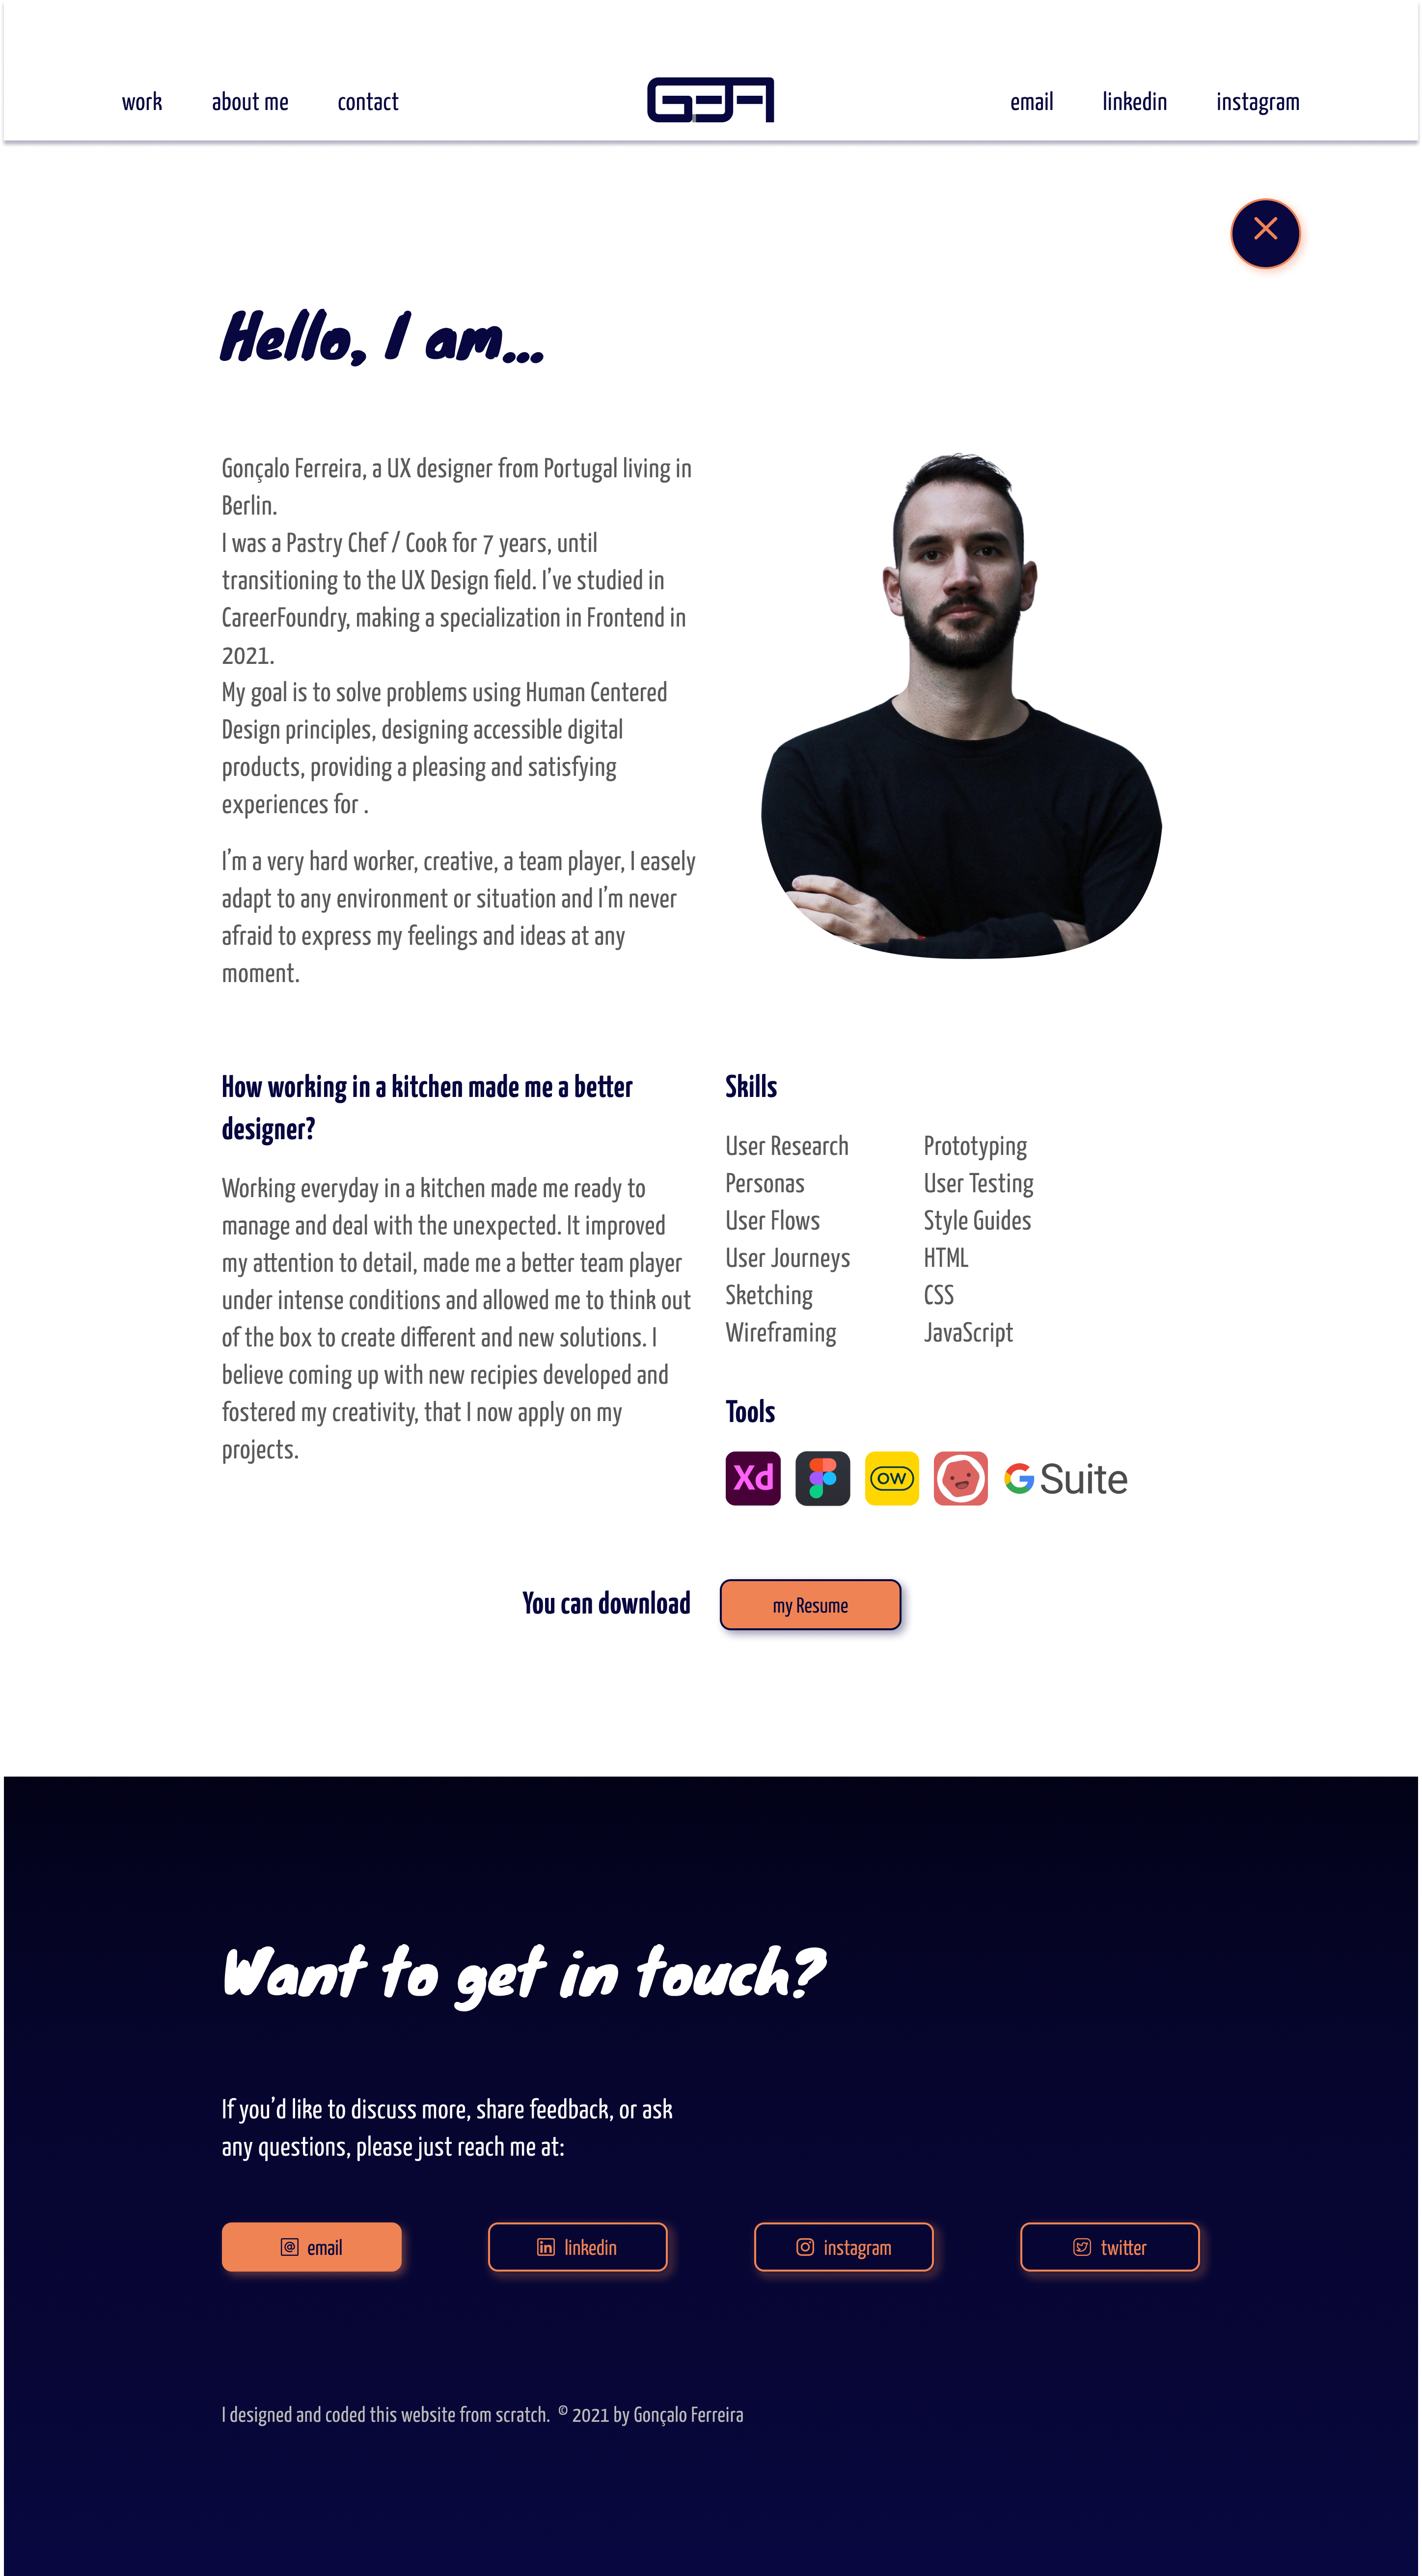 work about me contact email linkedin instagram
Hello, I am...
Gonçalo Ferreira, a UX designer from Portugal living in
Berlin.
I was a Pastry Chef / Cook for 7 years, until
transitioning to the UX Design field. I’ve studied in
CareerFoundry, making a specialization in Frontend in
2021.
My goal is to solve problems using Human Centered
Design principles, designing accessible digital
products, providing a pleasing and satisfying
experiences for .
I’m a very hard worker, creative, a team player, I easely
adapt to any environment or situation and I’m never
afraid to express my feelings and ideas at any
moment.
How working in a kitchen made me a better
designer?
Working everyday in a kitchen made me ready to
manage and deal with the unexpected. It improved
my attention to detail, made me a better team player
under intense conditions and allowed me to think out
of the box to create different and new solutions. I
believe coming up with new recipies developed and
fostered my creativity, that I now apply on my
projects.
Skills
User Research
Personas
User Flows
User Journeys
Sketching
Wireframing
Prototyping
User Testing
Style Guides
HTML
CSS
JavaScript
Tools
Xd OW G Suite
You can download my Resume
Want to get in touch?
If you’d like to discuss more, share feedback, or ask
any questions, please just reach me at:
email linkedin instagram twitter
I designed and coded this website from scratch. © 2021 by Gonçalo Ferreira